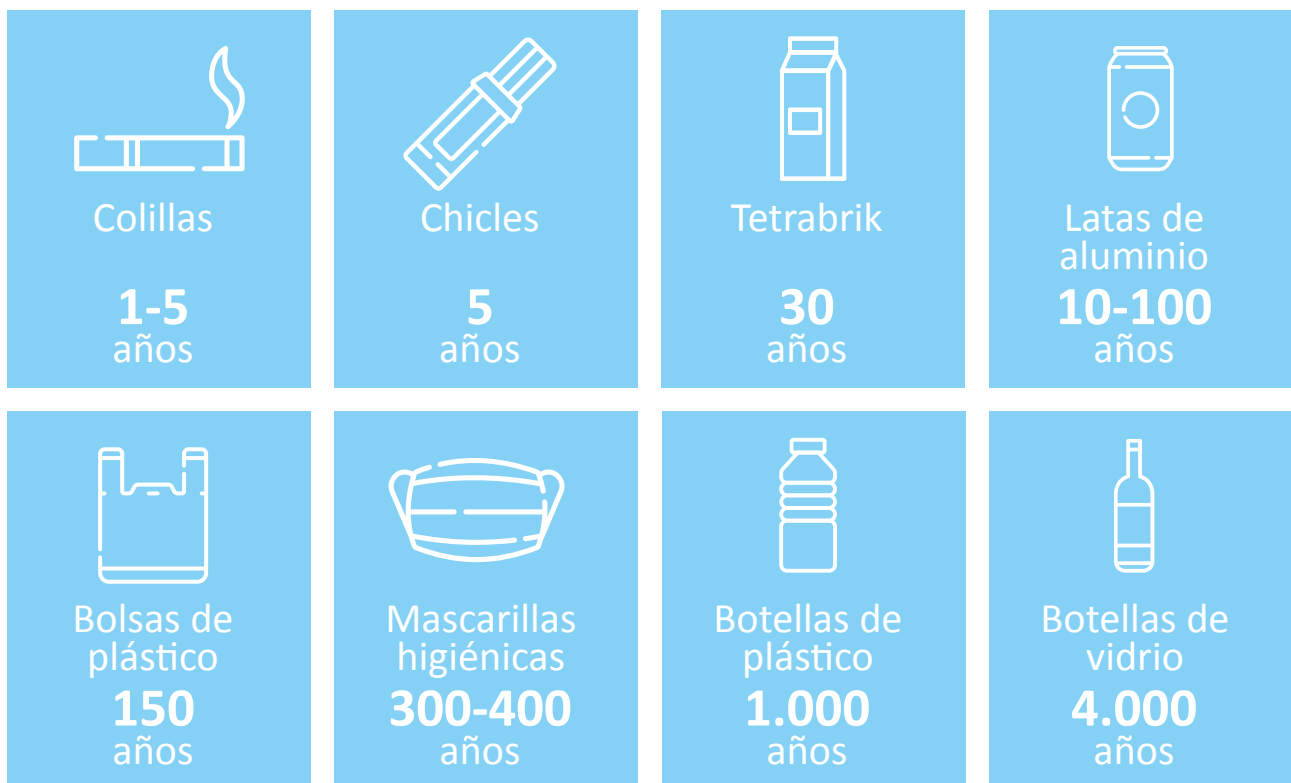 Colillas
1-5
años
Chicles
5
años
Tetrabrik
30
años
Latas de
aluminio
10-100
años
Bolsas de
plástico
150
años
Mascarillas
higiénicas
300-400
años
Botellas de
plástico
1.000
años
Botellas de
vidrio
4.000
años